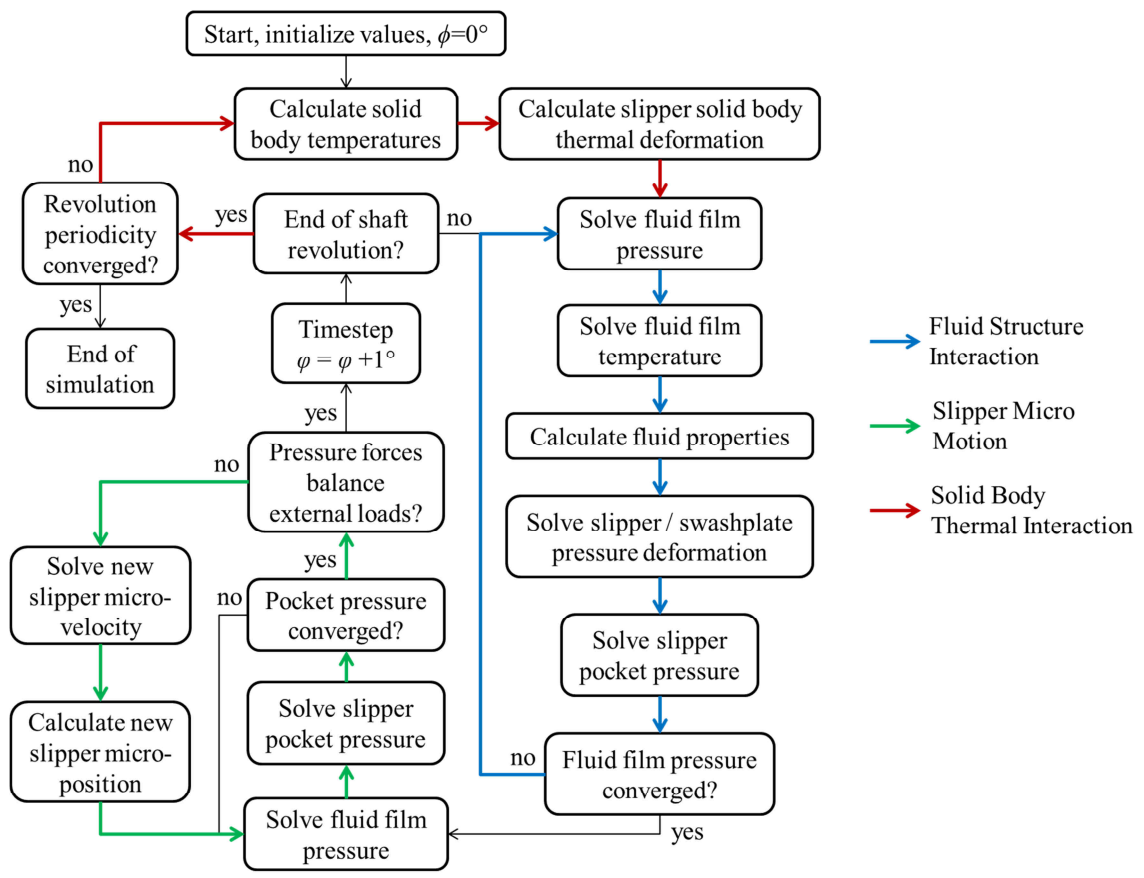 Start, initialize values, ϕ=0°
Calculate solid
body temperatures
Calculate slipper solid body
thermal deformation
no
Revolution
periodicity
converged?
yes
End of shaft
revolution?
no
Solve fluid film
pressure
yes
End of
simulation
Timestep
φ = φ +1°
Solve fluid film
temperature
yes
Calculate fluid properties
no
Pressure forces
balance
external loads?
Solve slipper / swashplate
pressure deformation
Solve new
slipper micro-
velocity
yes
no
Pocket pressure
converged?
Solve slipper
pocket pressure
Calculate new
slipper micro-
position
Solve slipper
pocket pressure
no
Fluid film pressure
converged?
Solve fluid film
pressure
yes
Fluid Structure
Interaction
Slipper Micro
Motion
Solid Body
Thermal Interaction